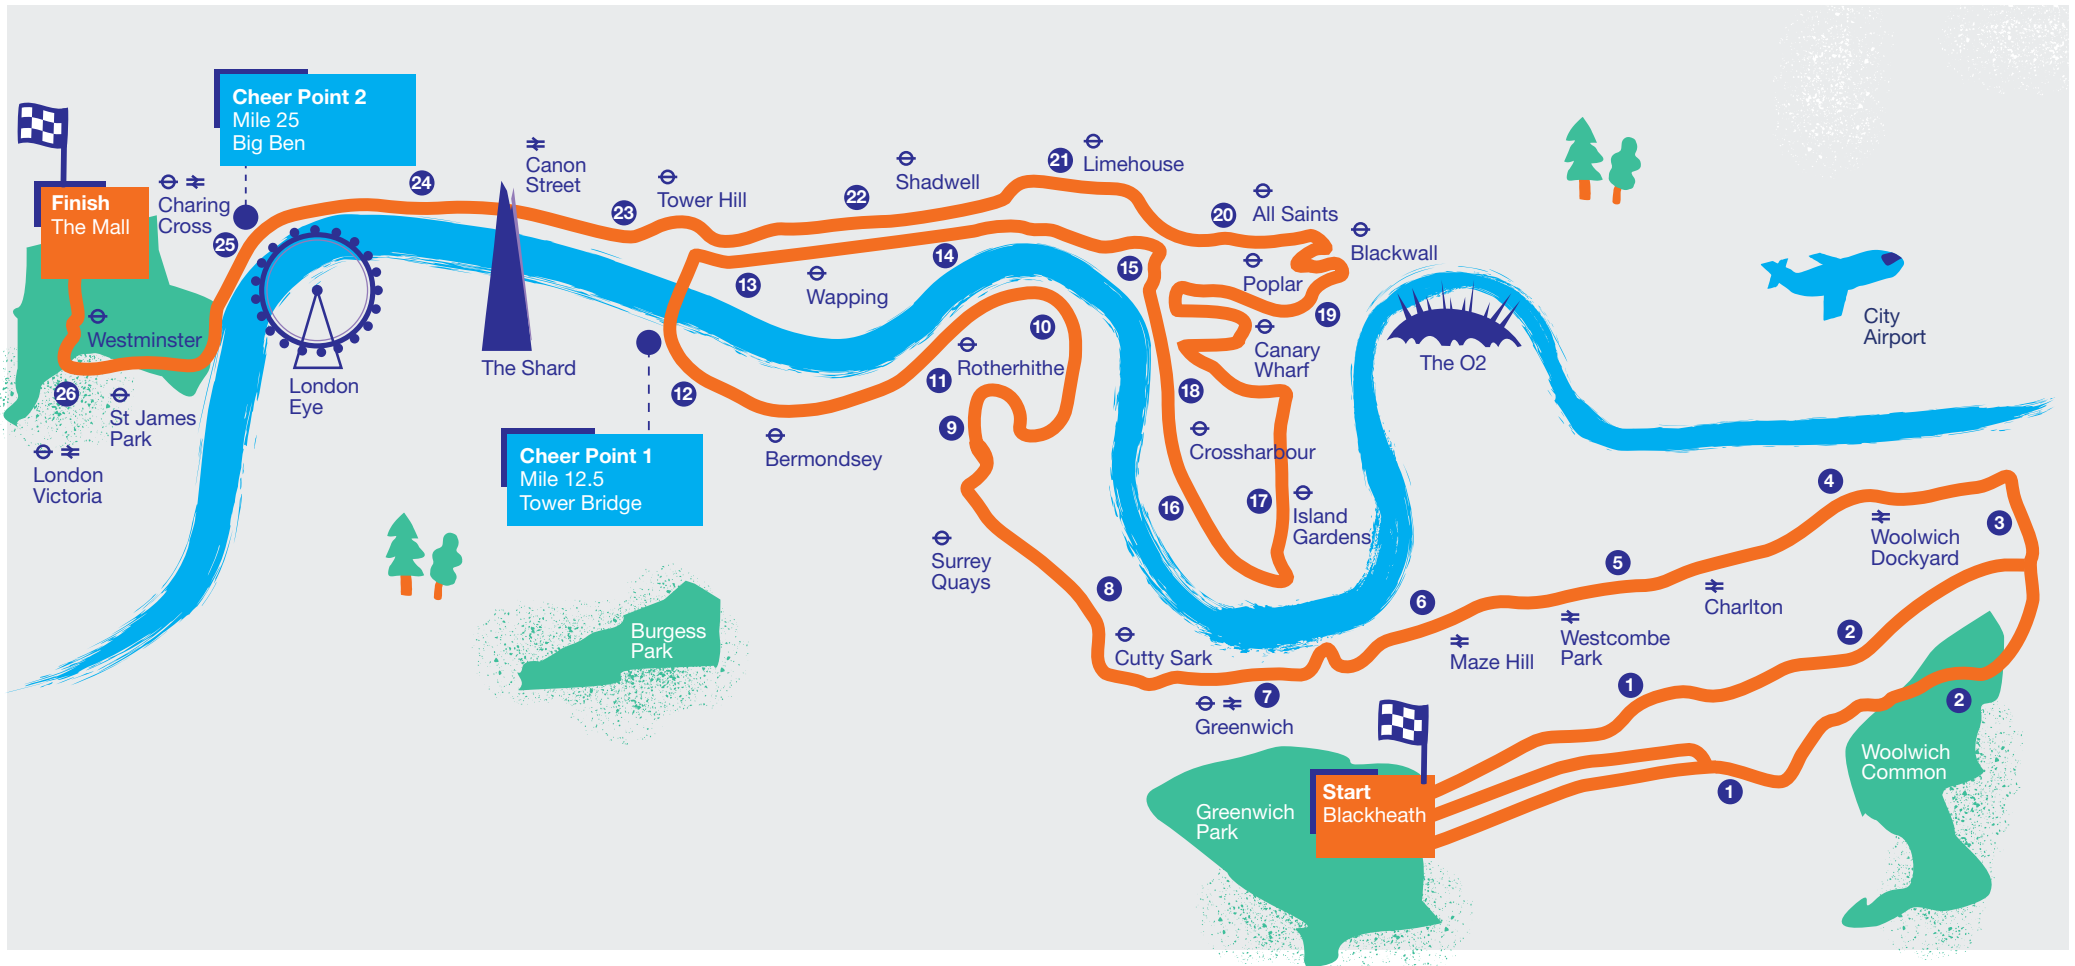 Cheer Point 2
Mile 25
Big Ben
Finish
The Mall
Charing
Cross
25
24
Canon
Street
23
Tower Hill
22
Shadwell
21
Limehouse
20
All Saints
Blackwall
Poplar
19
Canary
Wharf
18
Crossharbour
17
Island
Gardens
16
15
14
13
Wapping
12
Bermondsey
11
Rotherhithe
10
9
Surrey
Quays
8
Cutty Sark
7
Greenwich
6
Maze Hill
5
Westcombe
Park
Charlton
4
Woolwich
Dockyard
3
2
1
2
1
Woolwich
Common
Start
Blackheath
Greenwich
Park
Burgess
Park
Cheer Point 1
Mile 12.5
Tower Bridge
The Shard
London
Eye
Westminster
26
St James
Park
London
Victoria
The O2
City
Airport